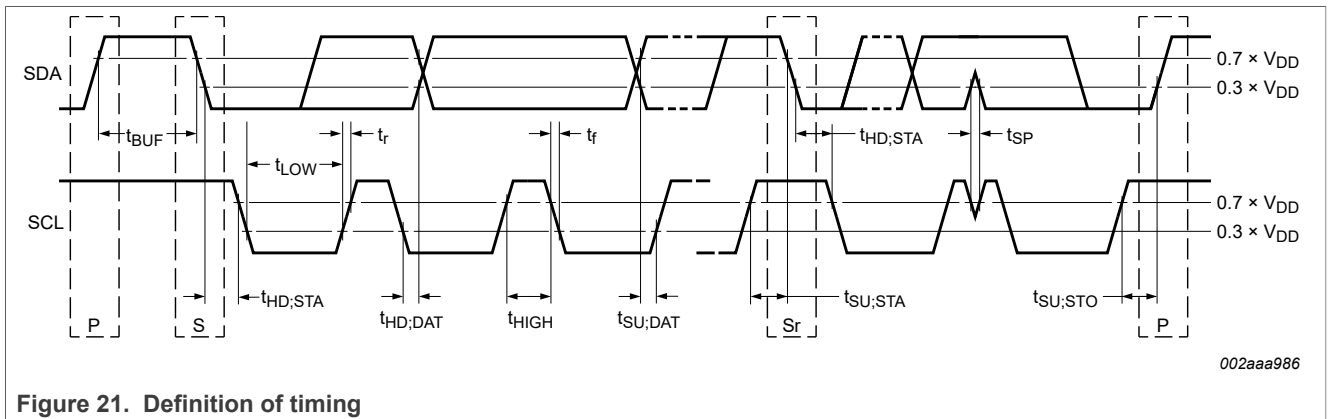 SDA
0.7 × VDD
0.3 × VDD
tBUF
tr
tf
tHD;STA
tSP
tLOW
SCL
0.7 × VDD
0.3 × VDD
tHD;STA
tHD;DAT
tHIGH
tSU;DAT
tSU;STA
tSU;STO
P
S
Sr
P
002aaa986
Figure 21. Definition of timing